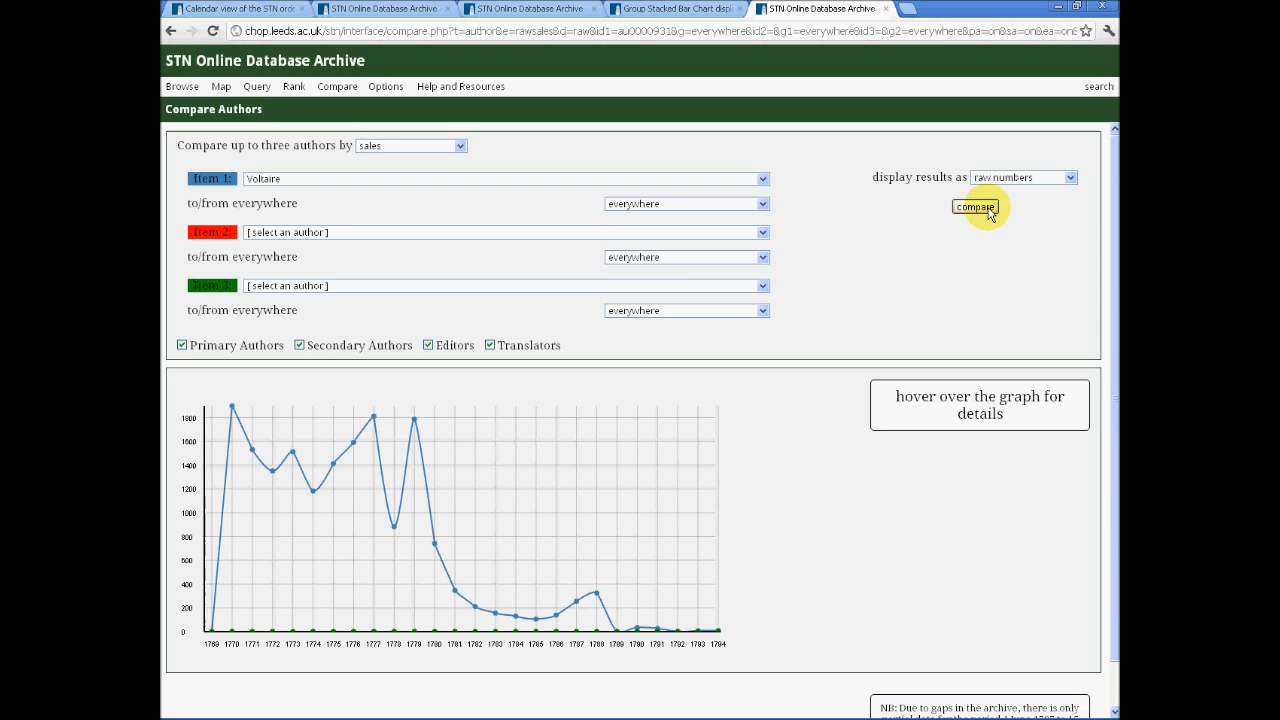 Calendar view of the STN orde
STN Online Database Archive
STN Online Database Archive
Group Stacked Bar Chart displ
STN Online Database Archive
chop.leeds.ac.uk/stn/interface/compare.php?t=author&e=rawsales&d=raw&id1=au0000931&g=everywhere&id2=&g1=everywhere&id3=&g2=everywhere&pa=on&sa=on&ea=on&
STN Online Database Archive
Browse Map Query Rank Compare Options Help and Resources search
Compare Authors
Compare up to three authors by sales
Item 1: Voltaire display results as raw numbers
to/from everywhere everywhere compare
Item 2: [ select an author ]
to/from everywhere everywhere
Item 3: [ select an author ]
to/from everywhere everywhere
Primary Authors Secondary Authors Editors Translators
hover over the graph for
details
1800
1600
1400
1200
1000
800
600
400
200
0
1769 1770 1771 1772 1773 1774 1775 1776 1777 1778 1779 1780 1781 1782 1783 1784 1785 1786 1787 1788 1789 1790 1791 1792 1793 1794
NB: Due to gaps in the archive, there is only